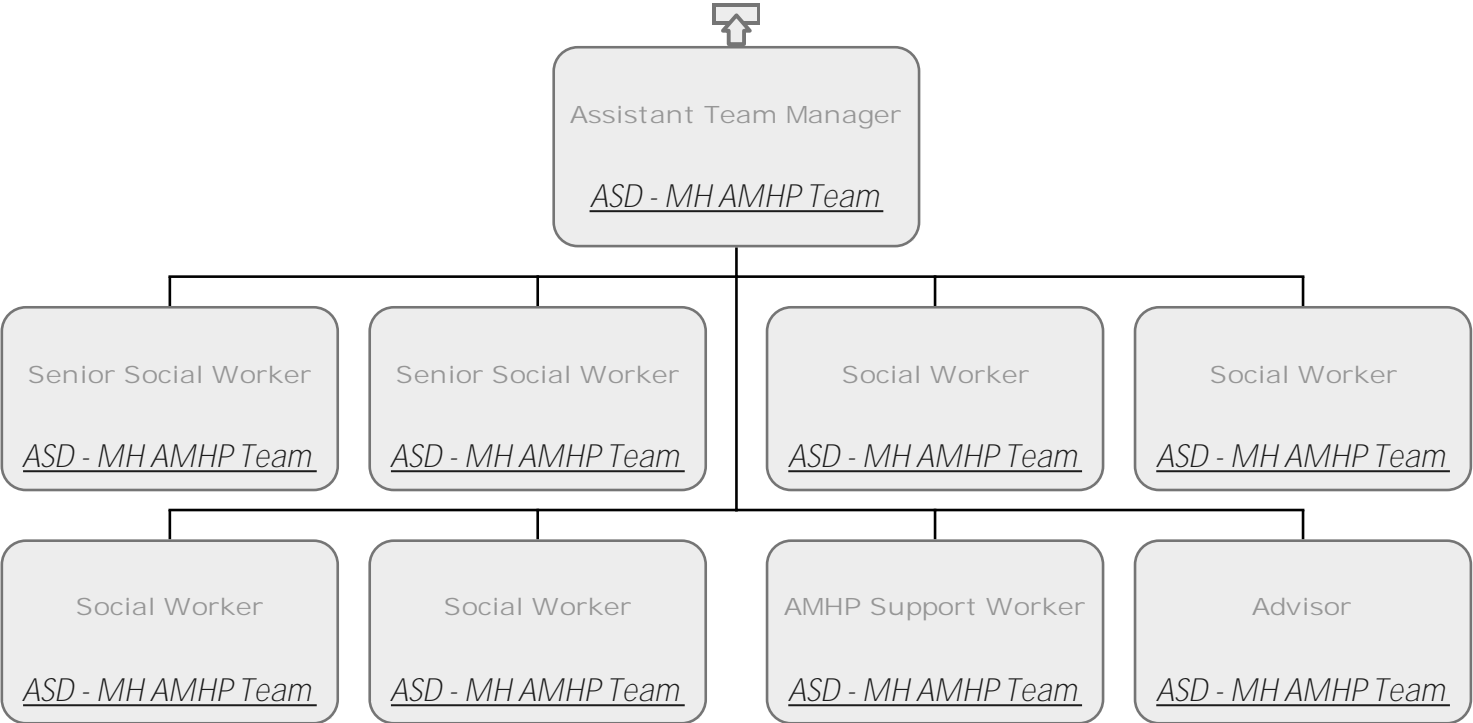 Assistant Team Manager
ASD - MH AMHP Team
Senior Social Worker
ASD - MH AMHP Team
Senior Social Worker
ASD - MH AMHP Team
Social Worker
ASD - MH AMHP Team
Social Worker
ASD - MH AMHP Team
Social Worker
ASD - MH AMHP Team
Social Worker
ASD - MH AMHP Team
AMHP Support Worker
ASD - MH AMHP Team
Advisor
ASD - MH AMHP Team